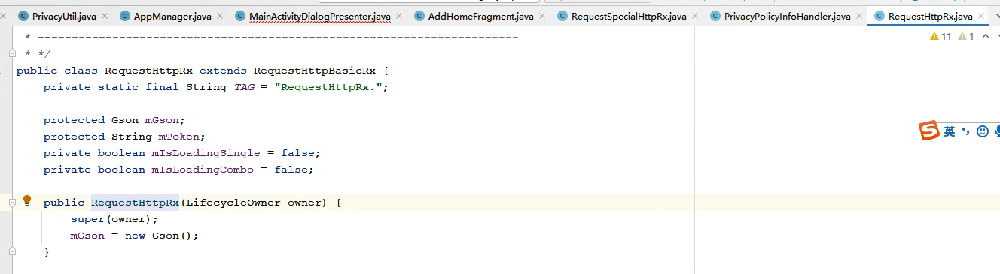 PrivacyUtil.java
AppManager.java
MainActivityDialogPresenter.java
AddHomeFragment.java
RequestSpecialHttpRx.java
PrivacyPolicyInfoHandler.java
RequestHttpRx.java
* -----------------------------------------------------------------------
* */
11
1
public class RequestHttpRx extends RequestHttpBasicRx {
private static final String TAG = "RequestHttpRx.";
protected Gson mGson;
protected String mToken;
英
private boolean mIsLoadingSingle = false;
private boolean mIsLoadingCombo = false;
public RequestHttpRx(LifecycleOwner owner) {
super(owner);
mGson = new Gson();
}